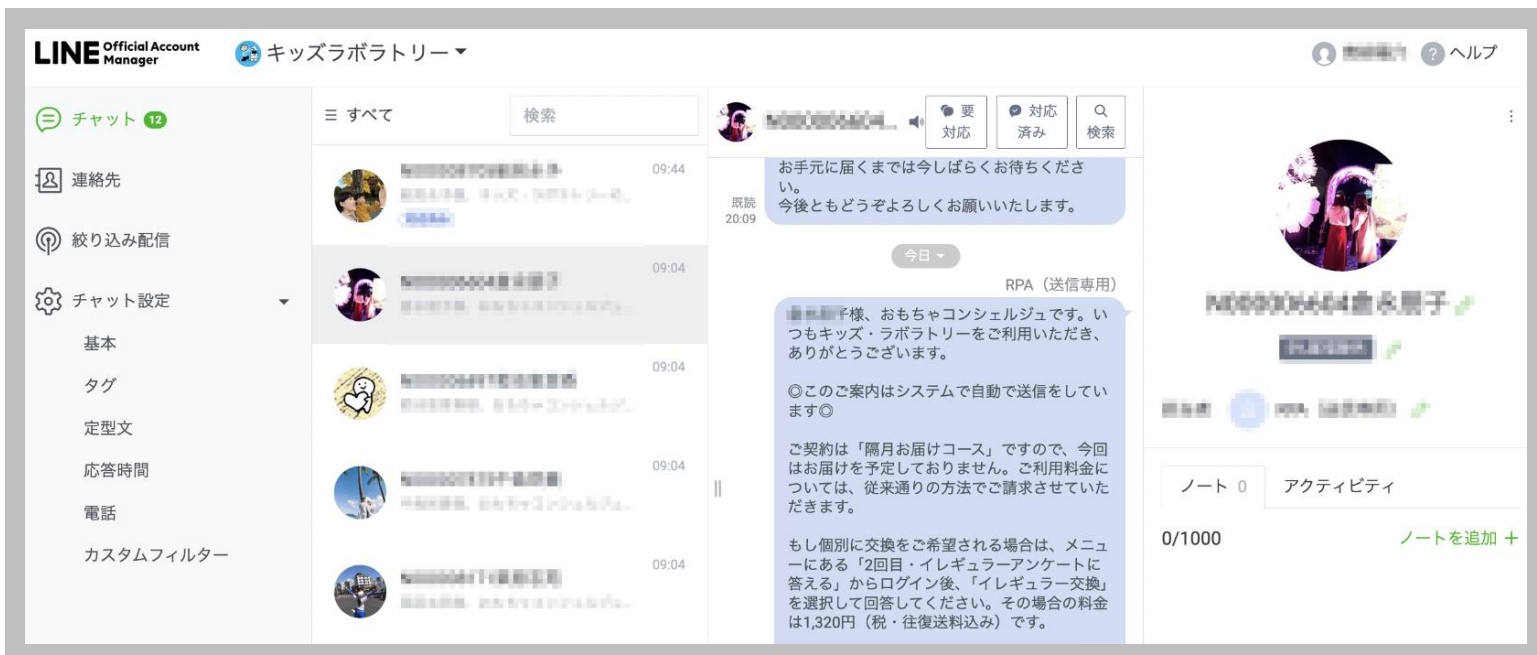 LINE Official Account Manager
キッズラボラトリー
ヘルプ
チャット 12
連絡先
絞り込み配信
チャット設定
基本
タグ
定型文
応答時間
電話
カスタムフィルター
すべて
検索
09:44
09:04
09:04
09:04
09:04
要対応
対応済み
検索
お手元に届くまでは今しばらくお待ちくださ
い。
今後ともどうぞよろしくお願いいたします。
既読
20:09
今日
RPA（送信専用）
様、おもちゃコンシェルジュです。い
つもキッズ・ラボラトリーをご利用いただき、
ありがとうございます。
◎このご案内はシステムで自動で送信をしてい
ます◎
ご契約は「隔月お届けコース」ですので、今回
はお届けを予定しておりません。ご利用料金に
ついては、従来通りの方法でご請求させていた
だきます。
もし個別に交換をご希望される場合は、メニュ
ーにある「2回目・イレギュラーアンケートに
答える」からログイン後、「イレギュラー交換」
を選択して回答してください。その場合の料金
は1,320円（税・往復送料込み）です。
ノート 0
アクティビティ
0/1000
ノートを追加 +